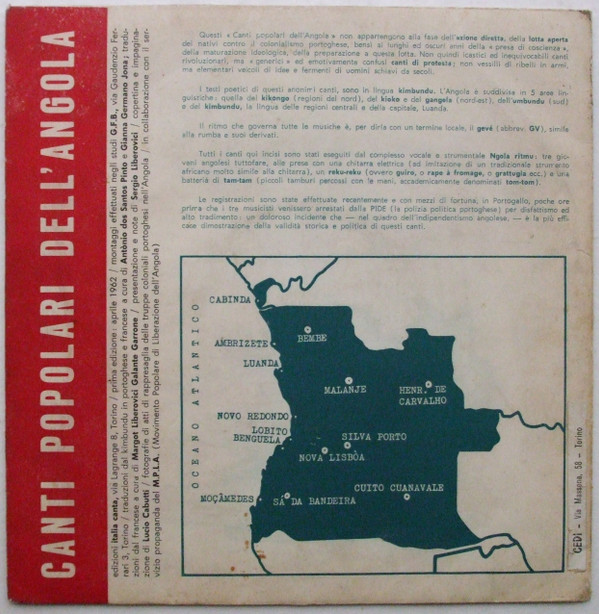 CANTI POPOLARI DELL'ANGOLA
edizioni italia canta, via Lagrange 8, Torino / prima edizione: aprile 1962 / montaggi effettuati negli studi G.F.B., via Gaudenzio Fer-
rari 3, Torino / traduzioni dal kimbundu in portoghese e francese a cura di António dos Santos Pinto e Gianna Germano Jona; tradu-
zioni dal francese a cura di Margot Liberovici Galante Garrone / presentazione e note di Sergio Liberovici / copertina e impagina-
zione di Lucio Cabutti / fotografie di atti di rappresaglia delle truppe coloniali portoghesi nell'Angola / in collaborazione con il ser-
vizio propaganda del M.P.L.A. (Movimento Popolare di Liberazione dell'Angola)
Questi « Canti popolari dell'Angola » non appartengono alla fase dell'azione diretta, della lotta aperta
dei nativi contro il colonialismo portoghese, bensì ai lunghi ed oscuri anni della « presa di coscienza »,
della maturazione ideologica, della preparazione a questa lotta. Non quindi icastici ed inequivocabili canti
rivoluzionari, ma « generici » ed emotivamente confusi canti di protesta; non vessilli di ribelli in armi,
ma elementari veicoli di idee e fermenti di uomini schiavi da secoli.
I testi poetici di questi anonimi canti, sono in lingua kimbundu. L'Angola è suddivisa in 5 aree lin-
guistiche: quella del kikongo (regioni del nord), del kioko e del gangela (nord-est), dell'umbundu (sud)
e del kimbundu, la lingua delle regioni centrali e della capitale, Luanda.
Il ritmo che governa tutte le musiche è, per dirla con un termine locale, il gevé (abbrev. GV), simile
alla rumba e suoi derivati.
Tutti i canti qui incisi sono stati eseguiti dal complesso vocale e strumentale Ngola ritmu: tre gio-
vani angolesi tuttofare, alle prese con una chitarra elettrica (ad imitazione di un tradizionale strumento
africano molto simile alla chitarra), un reku-reku (ovvero guiro, o rape à fromage, o grattugia ecc.) e una
batteria di tam-tam (piccoli tamburi percossi con le mani, accademicamente denominati tom-tom).
Le registrazioni sono state effettuate recentemente e con mezzi di fortuna, in Portogallo, poche ore
prima che i tre musicisti venissero arrestati dalla PIDE (la polizia politica portoghese) per disfattismo ed
alto tradimento: un doloroso incidente che — nel quadro dell'indipendentismo angolese, — è la più effi-
cace dimostrazione della validità storica e politica di questi canti.
OCEANO ATLANTICO
CABINDA
AMBRIZETE
BEMBE
LUANDA
MALANJE
HENR. DE
CARVALHO
NOVO REDONDO
LOBITO
BENGUELA
SILVA PORTO
NOVA LISBÒA
MOÇÂMEDES
SA DA BANDEIRA
CUITO CUANAVALE
CEDI - Via Massena, 58 - Torino